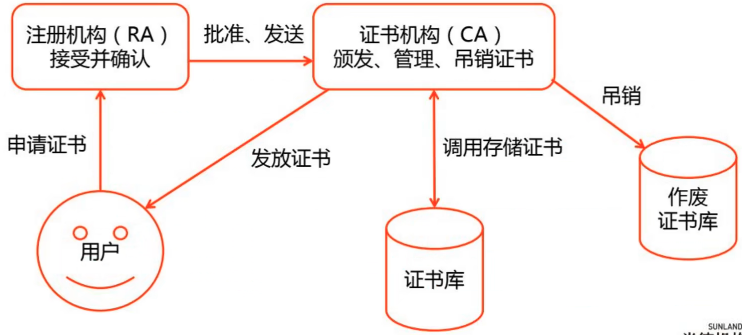 注册机构（RA）
接受并确认
批准、发送
证书机构（CA）
颁发、管理、吊销证书
吊销
申请证书
发放证书
调用存储证书
用户
证书库
作废
证书库
SUNLAND